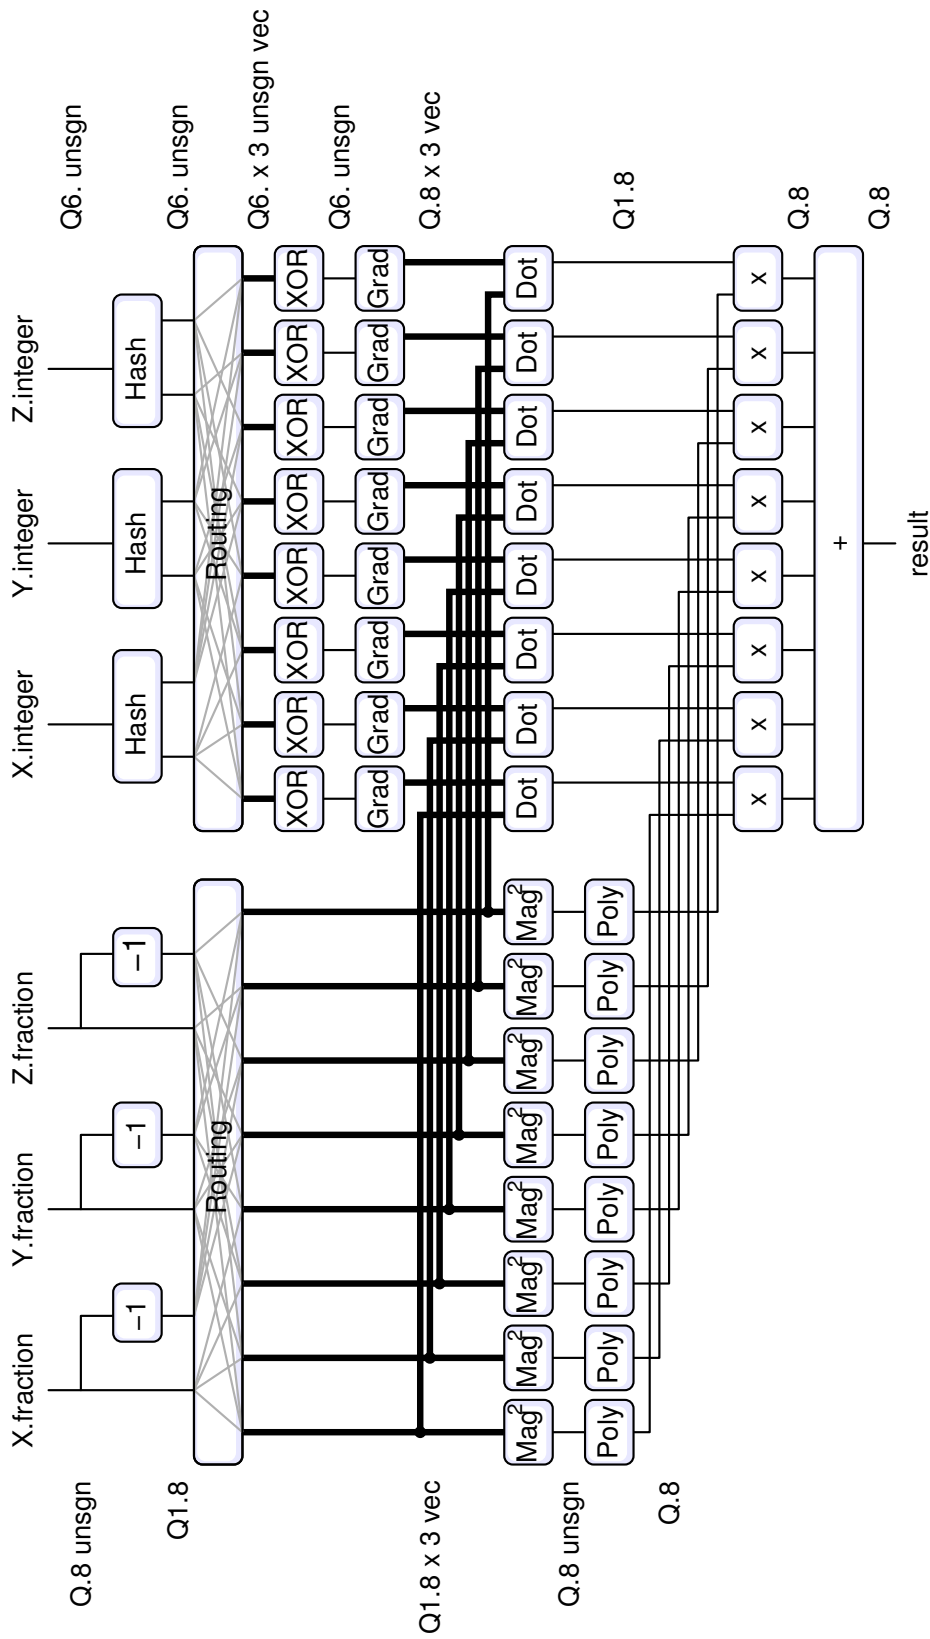 X.fraction Y.fraction Z.fraction X.integer Y.integer Z.integer
Q.8 unsgn Q6. unsgn
−1 −1 −1 Hash Hash Hash
Q1.8 Q6. unsgn
Routing Routing
Q6. x 3 unsgn vec
XOR XOR XOR XOR XOR XOR XOR XOR
Q6. unsgn
Grad Grad Grad Grad Grad Grad Grad Grad
Q1.8 x 3 vec Q.8 x 3 vec
Mag² Mag² Mag² Mag² Mag² Mag² Mag² Mag² Dot Dot Dot Dot Dot Dot Dot Dot
Q.8 unsgn
Poly Poly Poly Poly Poly Poly Poly Poly
Q1.8
Q.8
x x x x x x x x
Q.8
+
Q.8
result